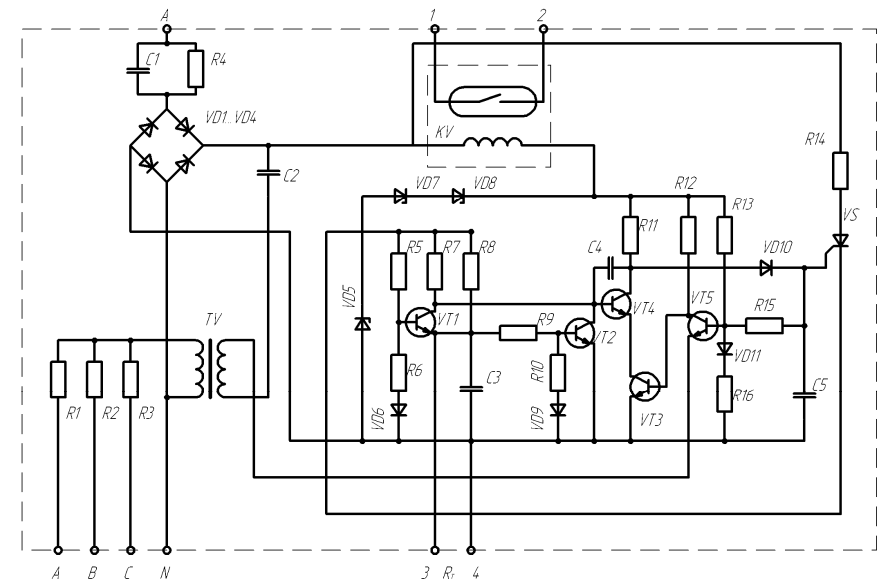 A 1 2
C1 R4
VD1..VD4
KV
R14
C2
VD7 VD8 R12
R13
VS
R5 R7 R8 C4 R11
VD10
VD5
TV VT1 R9 VT2 VT4 VT5 R15
R6 R10 VD11
R1 R2 R3 C3 C5
VD6 VD9 VT3 R16
A B C N 3 Rт 4